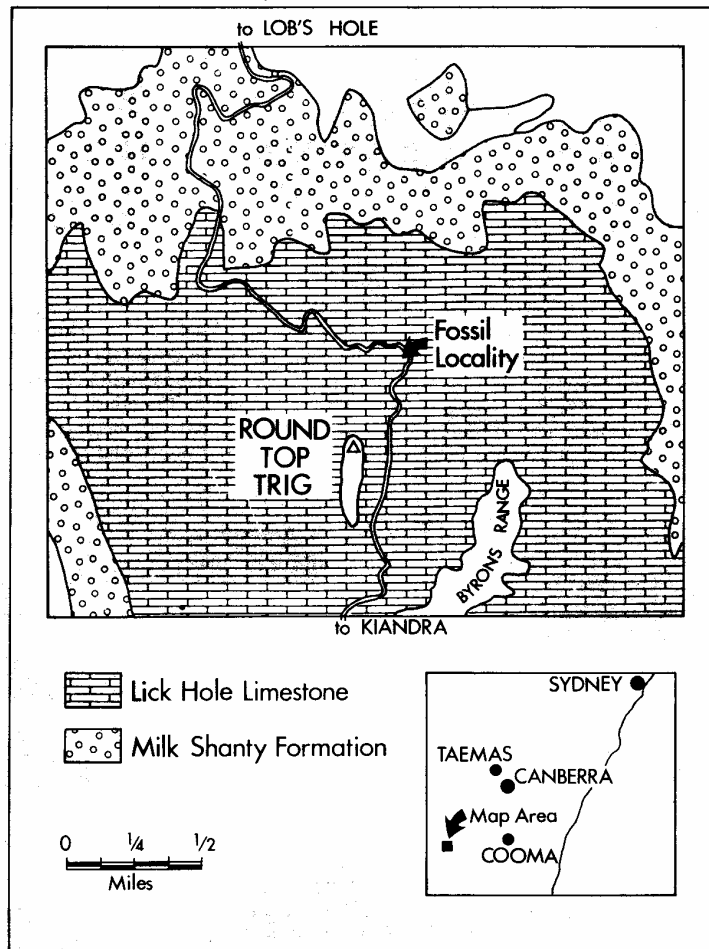 to LOB'S HOLE
Fossil
Locality
ROUND
TOP
TRIG
BYRONS RANGE
to KIANDRA
Lick Hole Limestone
Milk Shanty Formation
0 ¼ ½
Miles
SYDNEY
TAEMAS
CANBERRA
Map Area
COOMA